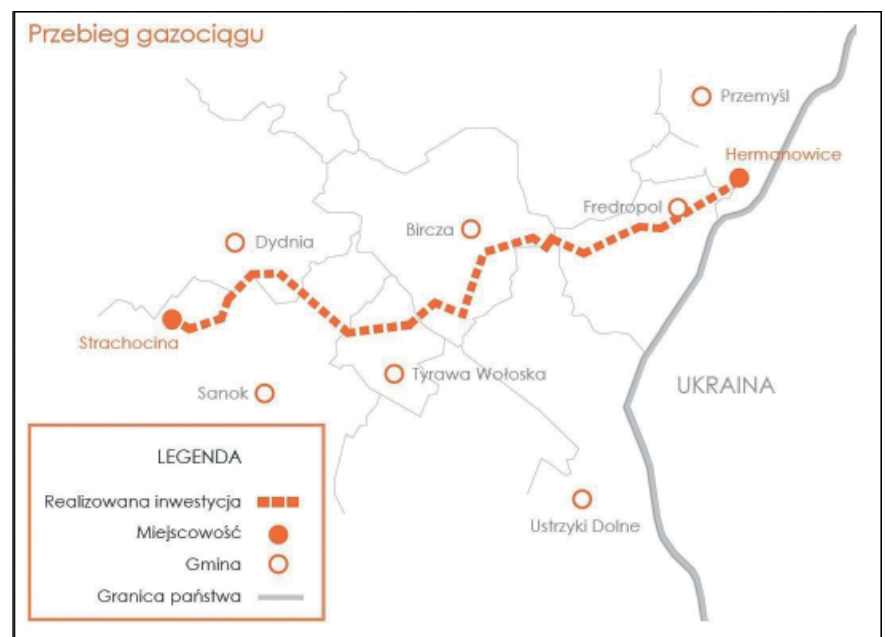 Przebieg gazociągu
Przemyśl
Hermanowice
Fredropol
Bircza
Dydnia
Strachocina
Tyrawa Wołoska
Sanok
UKRAINA
Ustrzyki Dolne
LEGENDA
Realizowana inwestycja
Miejscowość
Gmina
Granica państwa